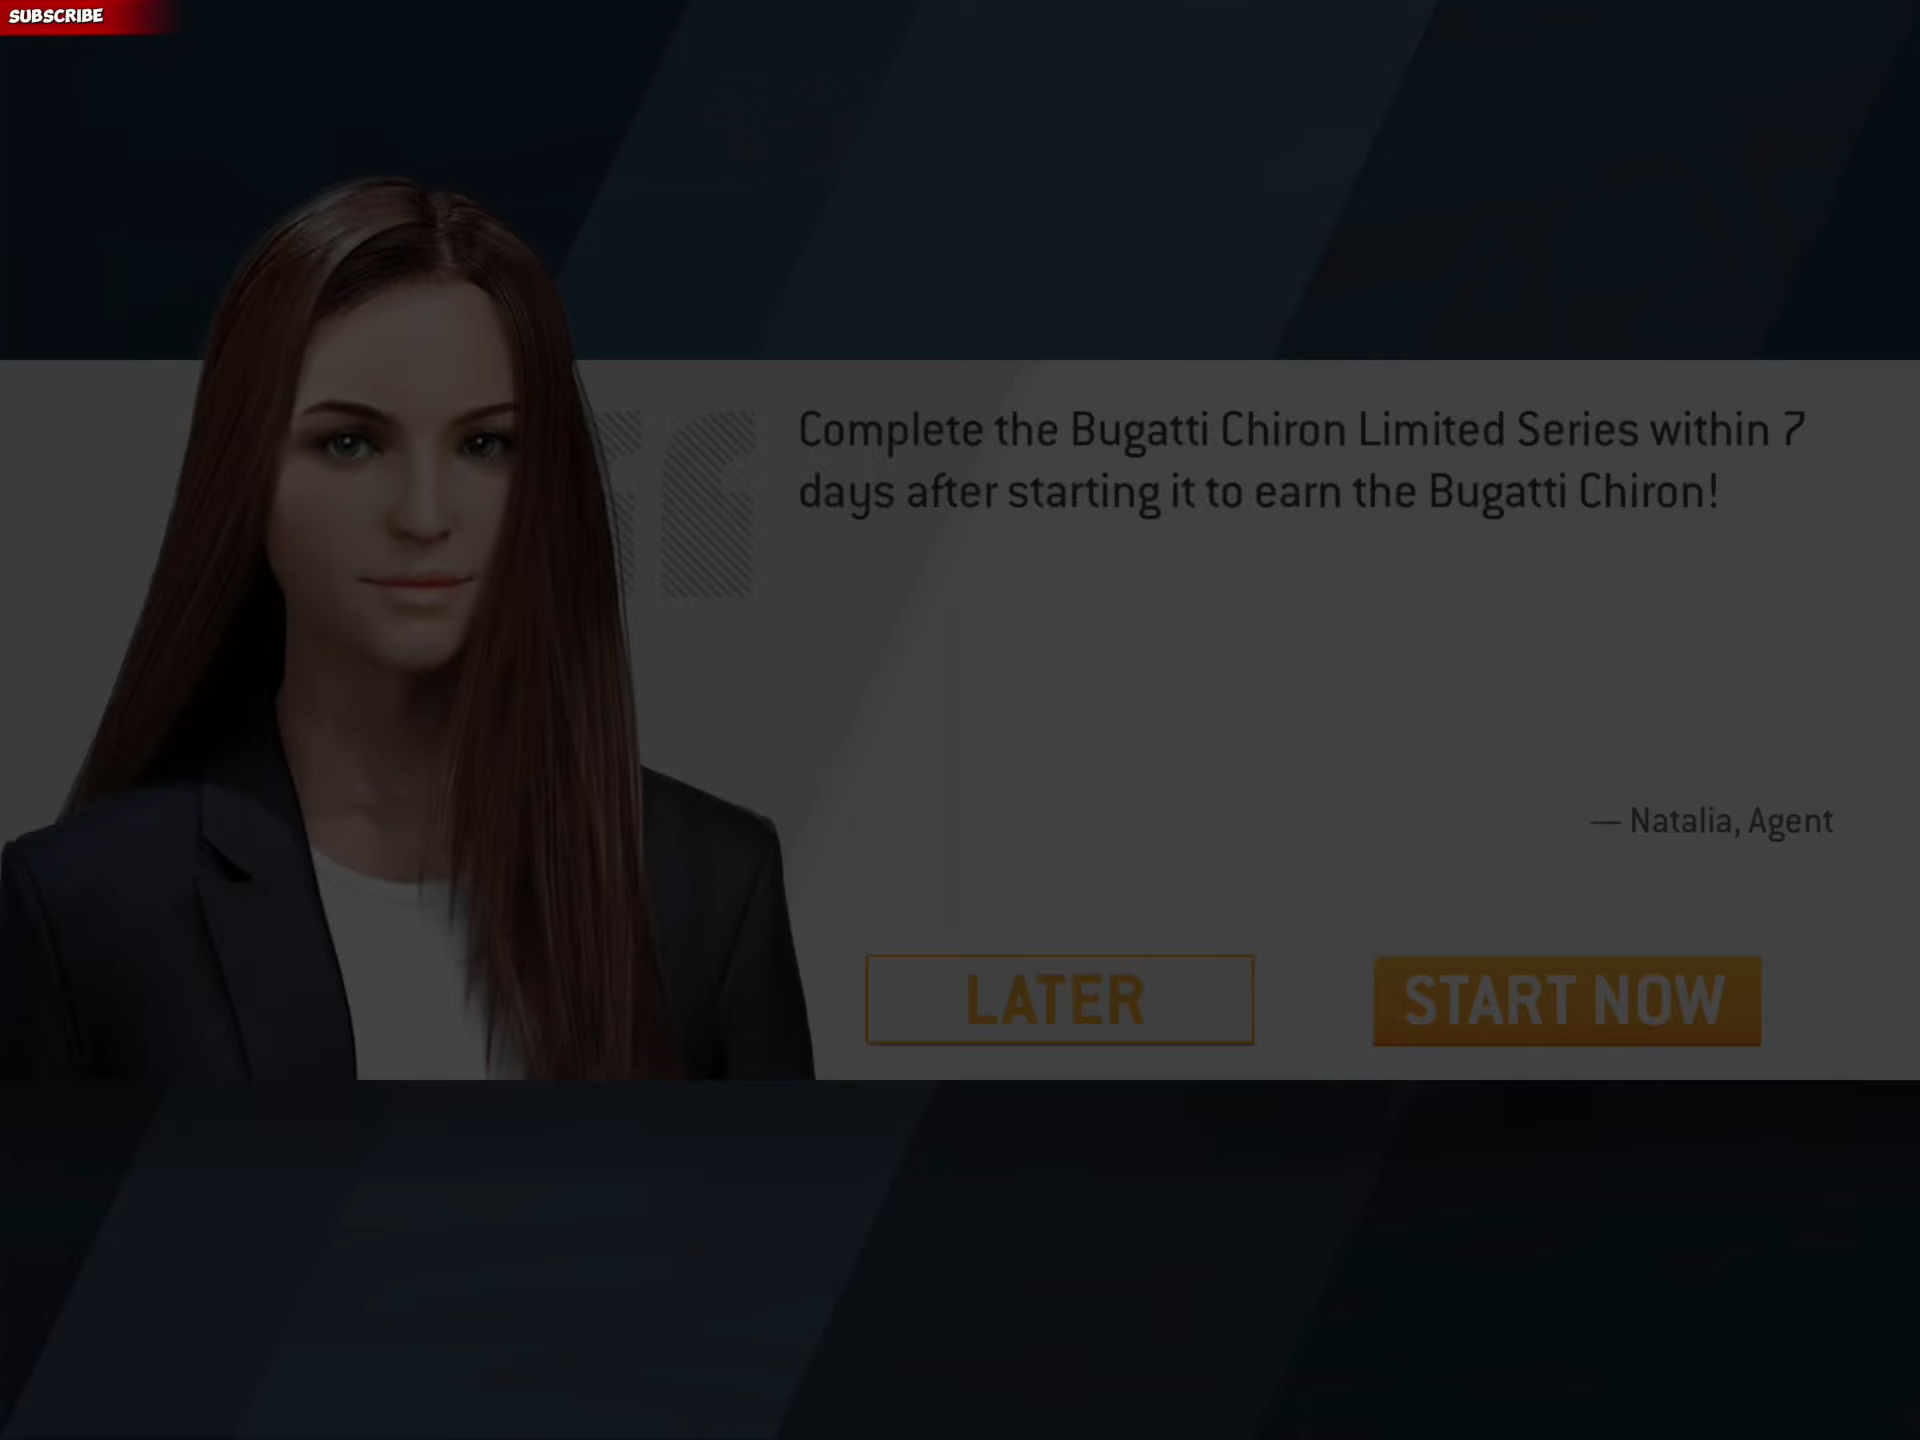 SUBSCRIBE
Complete the Bugatti Chiron Limited Series within 7
days after starting it to earn the Bugatti Chiron!
— Natalia, Agent
LATER
START NOW